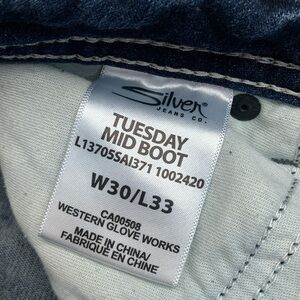 Silver
JEANS CO.
TUESDAY
MID BOOT
L13705SAI371 1002420
W30/L33
CA00508
WESTERN GLOVE WORKS
MADE IN CHINA/
FABRIQUÉ EN CHINE